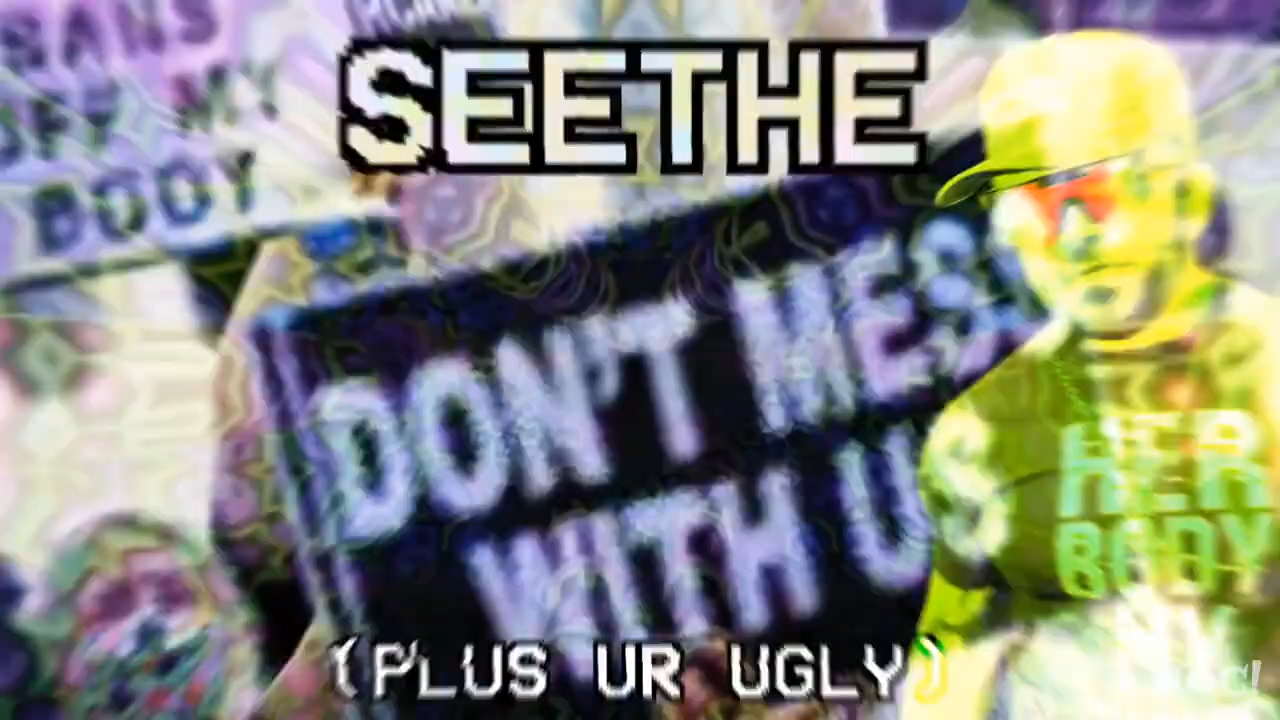 SEETHE
BANS
OFF MY
BODY
DON'T MESS
WITH US
HER
BODY
(PLUS UR UGLY)